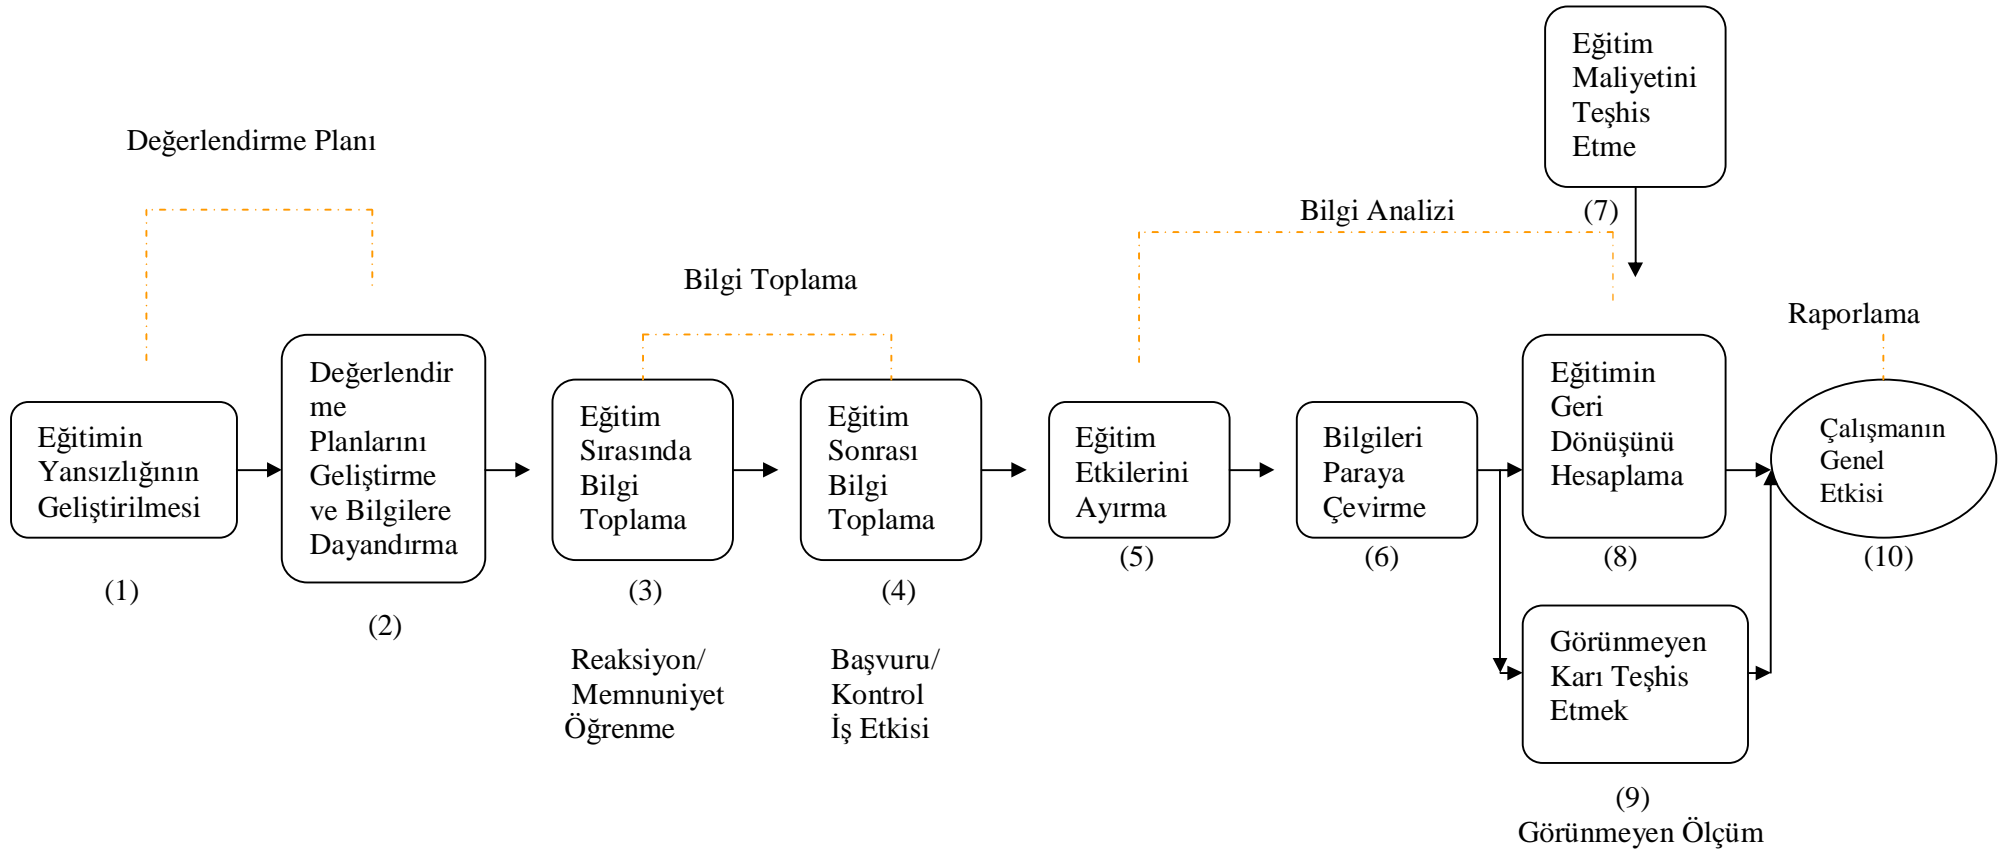 Değerlendirme Planı
Eğitimin
Yansızlığının
Geliştirilmesi
(1)
Değerlendir
me
Planlarını
Geliştirme
ve Bilgilere
Dayandırma
(2)
Bilgi Toplama
Eğitim
Sırasında
Bilgi
Toplama
(3)
Reaksiyon/
Memnuniyet
Öğrenme
Eğitim
Sonrası
Bilgi
Toplama
(4)
Başvuru/
Kontrol
İş Etkisi
Bilgi Analizi
Eğitim
Etkilerini
Ayırma
(5)
Bilgileri
Paraya
Çevirme
(6)
Eğitim
Maliyetini
Teşhis
Etme
(7)
Eğitimin
Geri
Dönüşünü
Hesaplama
(8)
Görünmeyen
Karı Teşhis
Etmek
(9)
Görünmeyen Ölçüm
Raporlama
Çalışmanın
Genel
Etkisi
(10)